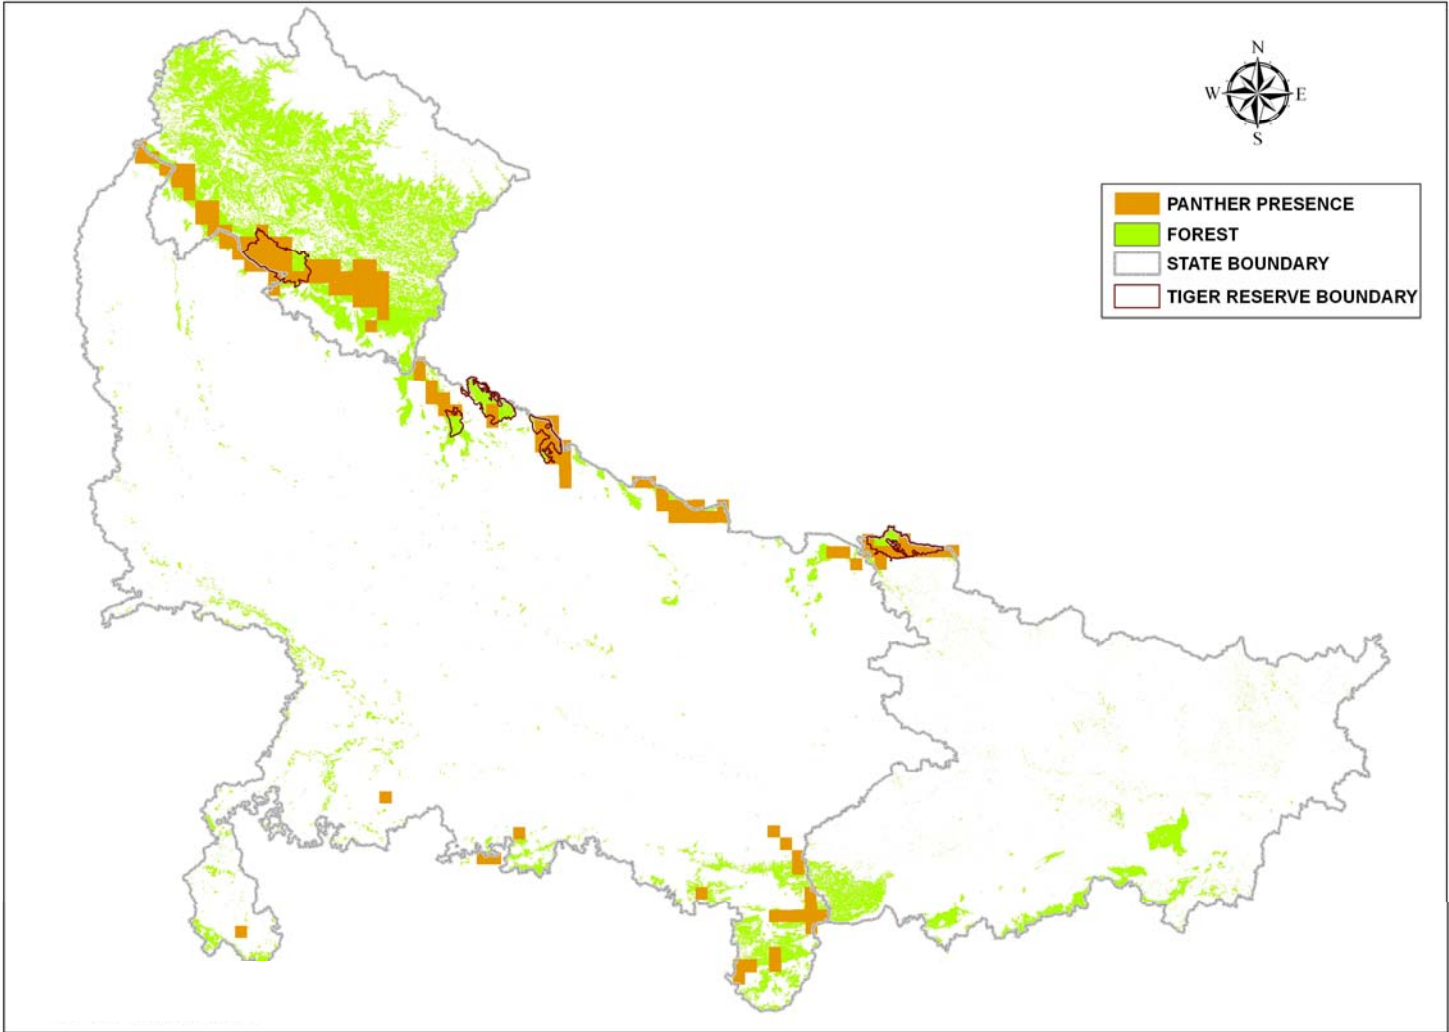 N
W E
S
PANTHER PRESENCE
FOREST
STATE BOUNDARY
TIGER RESERVE BOUNDARY